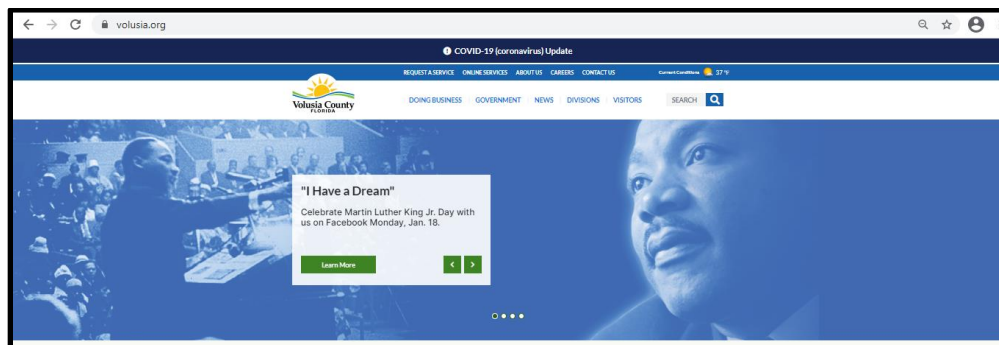 volusia.org
COVID-19 (coronavirus) Update
REQUEST A SERVICE ONLINE SERVICES ABOUT US CAREERS CONTACT US Current Conditions 37 °F
Volusia County
FLORIDA
DOING BUSINESS GOVERNMENT NEWS DIVISIONS VISITORS SEARCH
"I Have a Dream"
Celebrate Martin Luther King Jr. Day with
us on Facebook Monday, Jan. 18.
Learn More < >